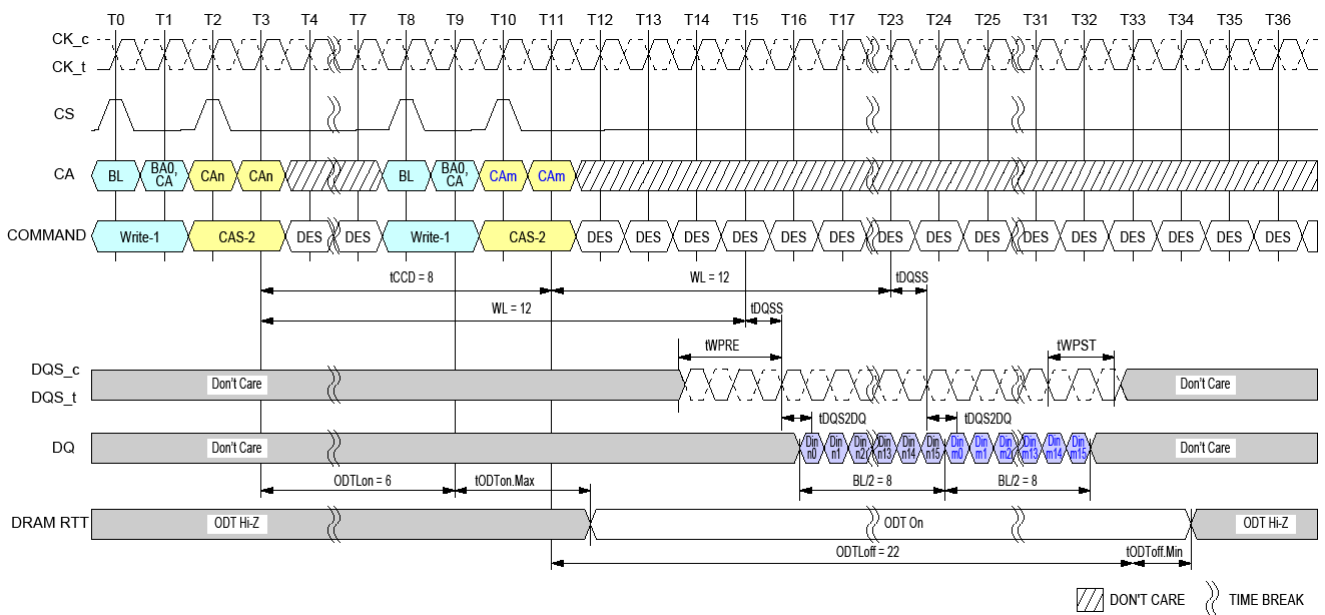 T0 T1 T2 T3 T4 T7 T8 T9 T10 T11 T12 T13 T14 T15 T16 T17 T23 T24 T25 T31 T32 T33 T34 T35 T36
CK_c
CK_t
CS
CA BL BA0, CA CAn CAn BL BA0, CA CAm CAm
COMMAND Write-1 CAS-2 DES DES Write-1 CAS-2 DES DES DES DES DES DES DES DES DES DES DES DES DES DES DES
tCCD = 8 WL = 12 tDQSS
WL = 12 tDQSS
tWPRE tWPST
DQS_c
DQS_t
Don't Care Don't Care
tDQS2DQ tDQS2DQ
DQ Don't Care Din n0 Din n1 Din n2 Din n13 Din n14 Din n15 Din m0 Din m1 Din m2 Din m13 Din m14 Din m15 Don't Care
ODTLon = 6 tODTon.Max BL/2 = 8 BL/2 = 8
DRAM RTT ODT Hi-Z ODT On ODT Hi-Z
ODTLoff = 22 tODToff.Min
DON'T CARE TIME BREAK